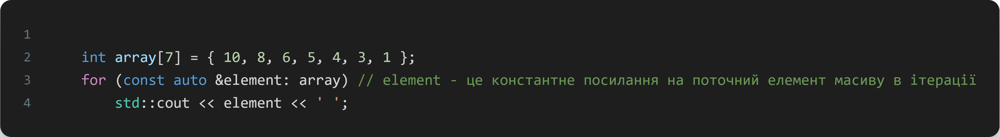 1
2 int array[7] = { 10, 8, 6, 5, 4, 3, 1 };
3 for (const auto &element: array) // element - це константне посилання на поточний елемент масиву в ітерації
4 std::cout << element << ' ';